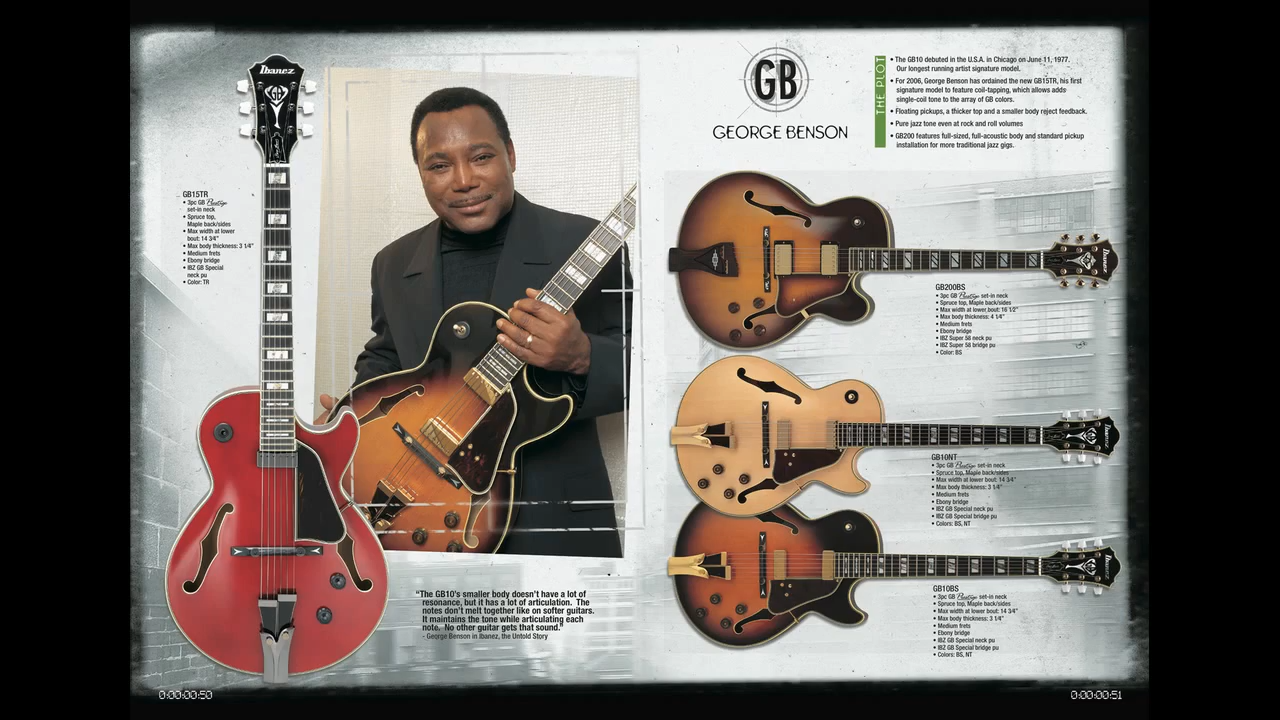 Ibanez
GB
GB15TR
• 3pc GB Prestige
set-in neck
• Spruce top,
Maple back/sides
• Max width at lower
bout: 14 3/4"
• Max body thickness: 3 1/4"
• Medium frets
• Ebony bridge
• IBZ GB Special
neck pu
• Color: TR
"The GB10's smaller body doesn't have a lot of
resonance, but it has a lot of articulation. The
notes don't melt together like on softer guitars.
It maintains the tone while articulating each
note. No other guitar gets that sound."
- George Benson in Ibanez, the Untold Story
0:00:00:50
GB
GEORGE BENSON
THE PLOT
• The GB10 debuted in the U.S.A. in Chicago on June 11, 1977.
Our longest running artist signature model.
• For 2006, George Benson has ordained the new GB15TR, his first
signature model to feature coil-tapping, which allows adds
single-coil tone to the array of GB colors.
• Floating pickups, a thicker top and a smaller body reject feedback.
• Pure jazz tone even at rock and roll volumes
• GB200 features full-sized, full-acoustic body and standard pickup
installation for more traditional jazz gigs.
Ibanez
GB200BS
• 3pc GB Prestige set-in neck
• Spruce top, Maple back/sides
• Max width at lower bout: 16 1/2"
• Max body thickness: 4 1/4"
• Medium frets
• Ebony bridge
• IBZ Super 58 neck pu
• IBZ Super 58 bridge pu
• Color: BS
Ibanez
GB10NT
• 3pc GB Prestige set-in neck
• Spruce top, Maple back/sides
• Max width at lower bout: 14 3/4"
• Max body thickness: 3 1/4"
• Medium frets
• Ebony bridge
• IBZ GB Special neck pu
• IBZ GB Special bridge pu
• Colors: BS, NT
Ibanez
GB10BS
• 3pc GB Prestige set-in neck
• Spruce top, Maple back/sides
• Max width at lower bout: 14 3/4"
• Max body thickness: 3 1/4"
• Medium frets
• Ebony bridge
• IBZ GB Special neck pu
• IBZ GB Special bridge pu
• Colors: BS, NT
0:00:00:51